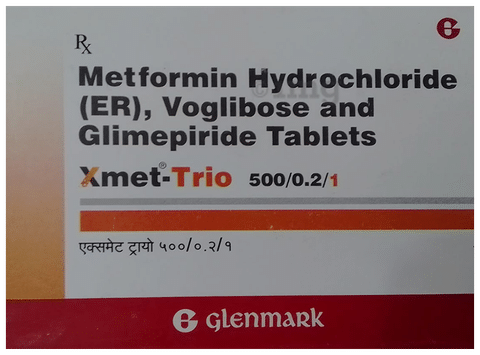 Rx
Metformin Hydrochloride
(ER), Voglibose and
Glimepiride Tablets
Xmet®-Trio 500/0.2/1
एक्समेट ट्रायो ५००/०.२/१
G glenmark